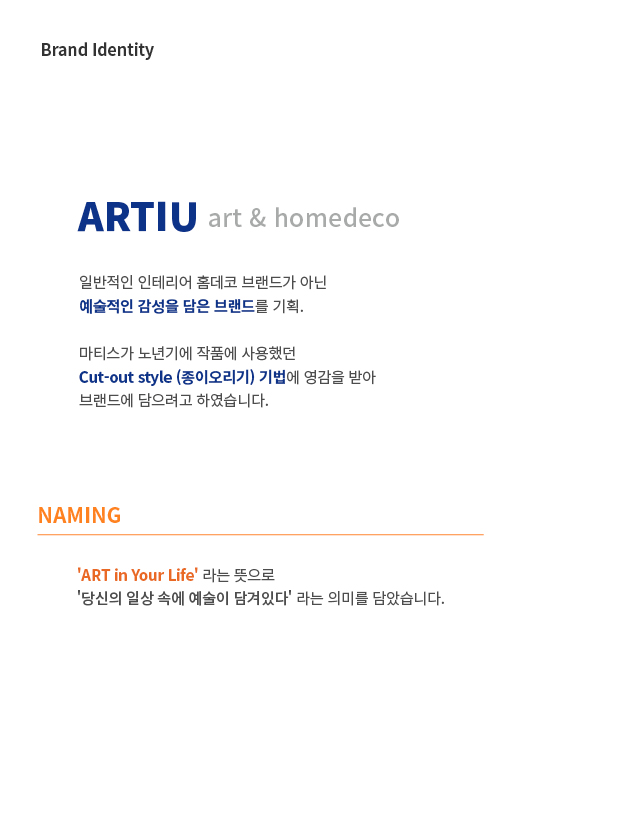 Brand Identity
ARTIU art & homedeco
일반적인 인테리어 홈데코 브랜드가 아닌
예술적인 감성을 담은 브랜드를 기획.
마티스가 노년기에 작품에 사용했던
Cut-out style (종이오리기) 기법에 영감을 받아
브랜드에 담으려고 하였습니다.
NAMING
'ART in Your Life' 라는 뜻으로
'당신의 일상 속에 예술이 담겨있다' 라는 의미를 담았습니다.